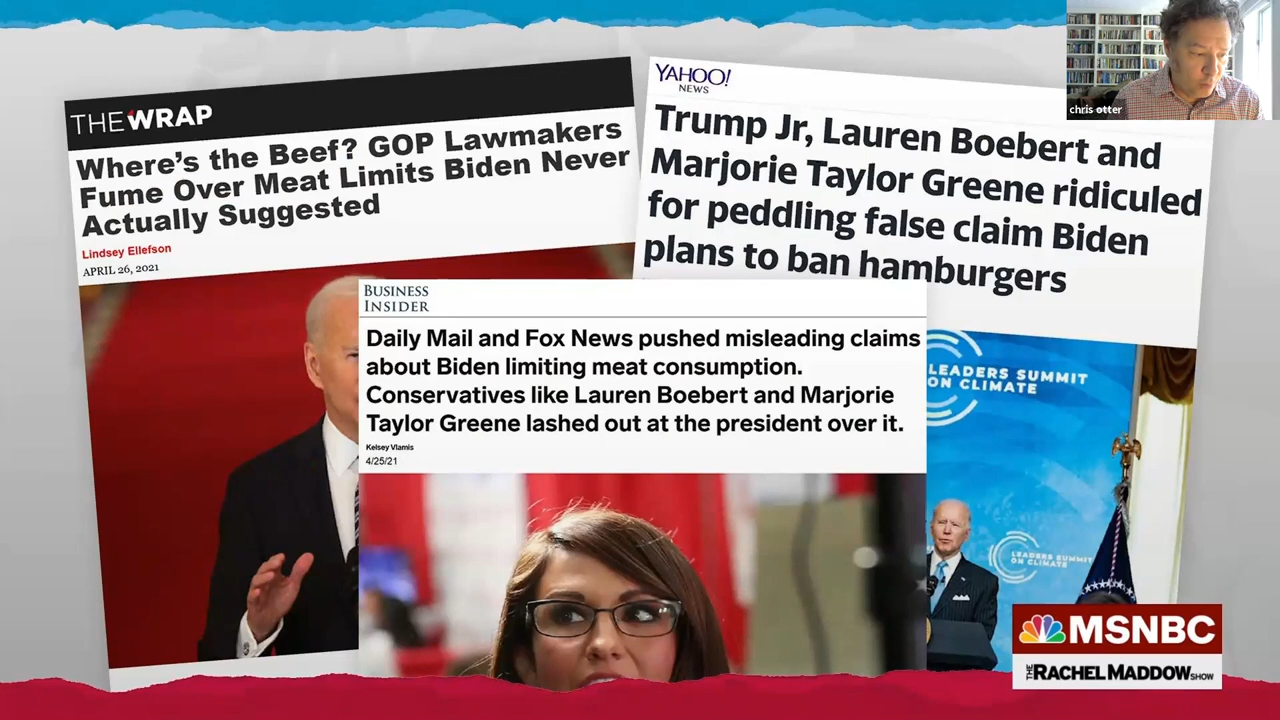 THEWRAP
Where's the Beef? GOP Lawmakers
Fume Over Meat Limits Biden Never
Actually Suggested
Lindsey Ellefson
APRIL 26, 2021
YAHOO!
NEWS
Trump Jr, Lauren Boebert and
Marjorie Taylor Greene ridiculed
for peddling false claim Biden
plans to ban hamburgers
chris otter
BUSINESS
INSIDER
Daily Mail and Fox News pushed misleading claims
about Biden limiting meat consumption.
Conservatives like Lauren Boebert and Marjorie
Taylor Greene lashed out at the president over it.
Kelsey Vlamis
4/25/21
LEADERS SUMMIT
ON CLIMATE
LEADERS SUMMIT
ON CLIMATE
MSNBC
THE RACHEL MADDOW SHOW